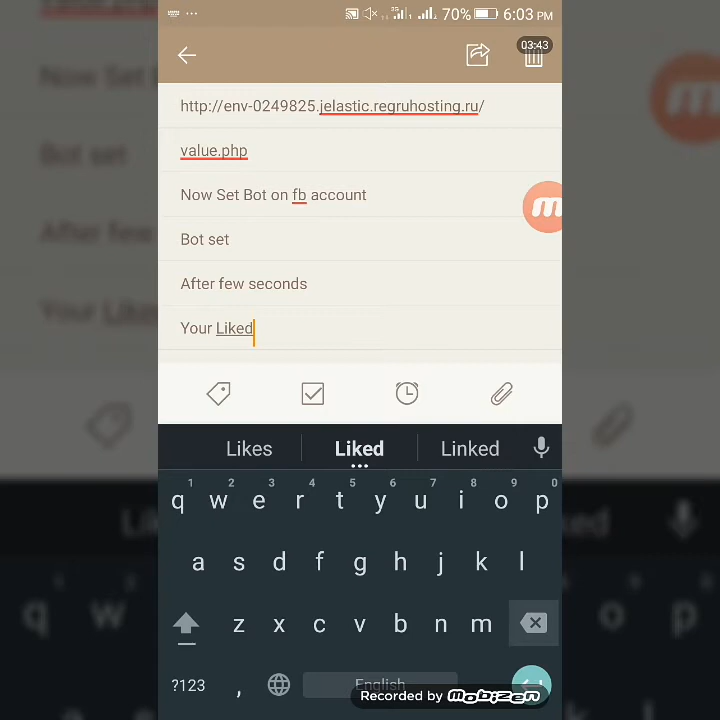 70% 6:03 PM
03:43
http://env-0249825.jelastic.regruhosting.ru/
value.php
Now Set Bot on fb account
Bot set
After few seconds
Your Liked
Likes Liked Linked
1 2 3 4 5 6 7 8 9 0
q w e r t y u i o p
a s d f g h j k l
z x c v b n m
?123 , English
Recorded by mobizen